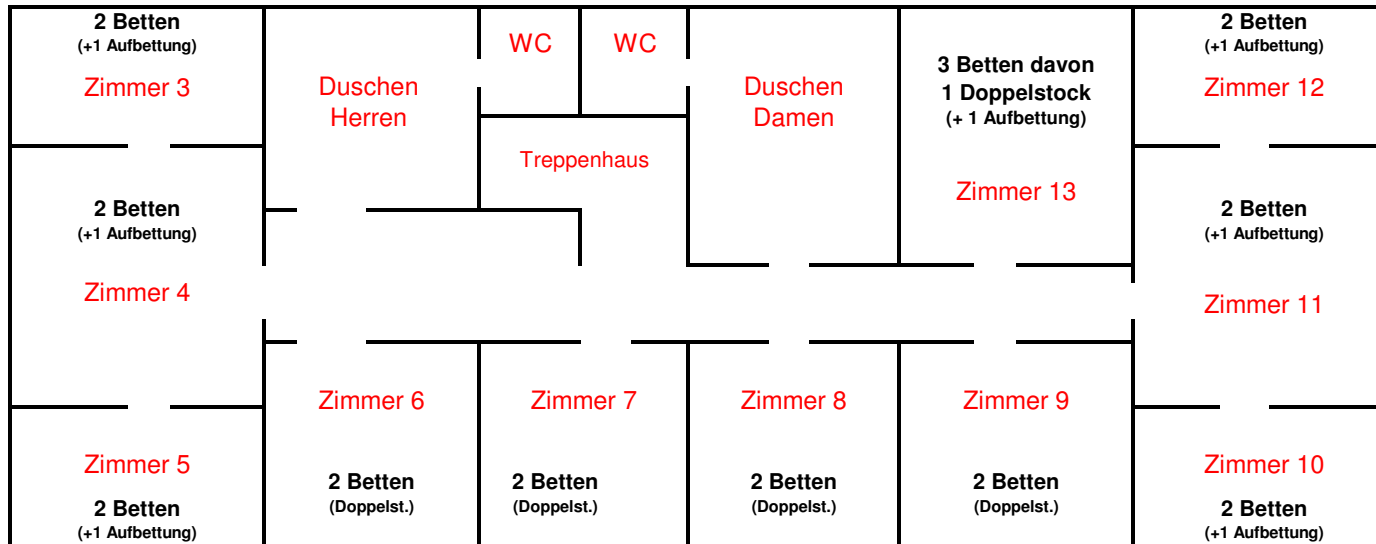 2 Betten
(+1 Aufbettung)
Zimmer 3
Duschen
Herren
WC
WC
Treppenhaus
Duschen
Damen
3 Betten davon
1 Doppelstock
(+ 1 Aufbettung)
Zimmer 13
2 Betten
(+1 Aufbettung)
Zimmer 12
2 Betten
(+1 Aufbettung)
Zimmer 4
2 Betten
(+1 Aufbettung)
Zimmer 11
Zimmer 5
2 Betten
(+1 Aufbettung)
Zimmer 6
2 Betten
(Doppelst.)
Zimmer 7
2 Betten
(Doppelst.)
Zimmer 8
2 Betten
(Doppelst.)
Zimmer 9
2 Betten
(Doppelst.)
Zimmer 10
2 Betten
(+1 Aufbettung)